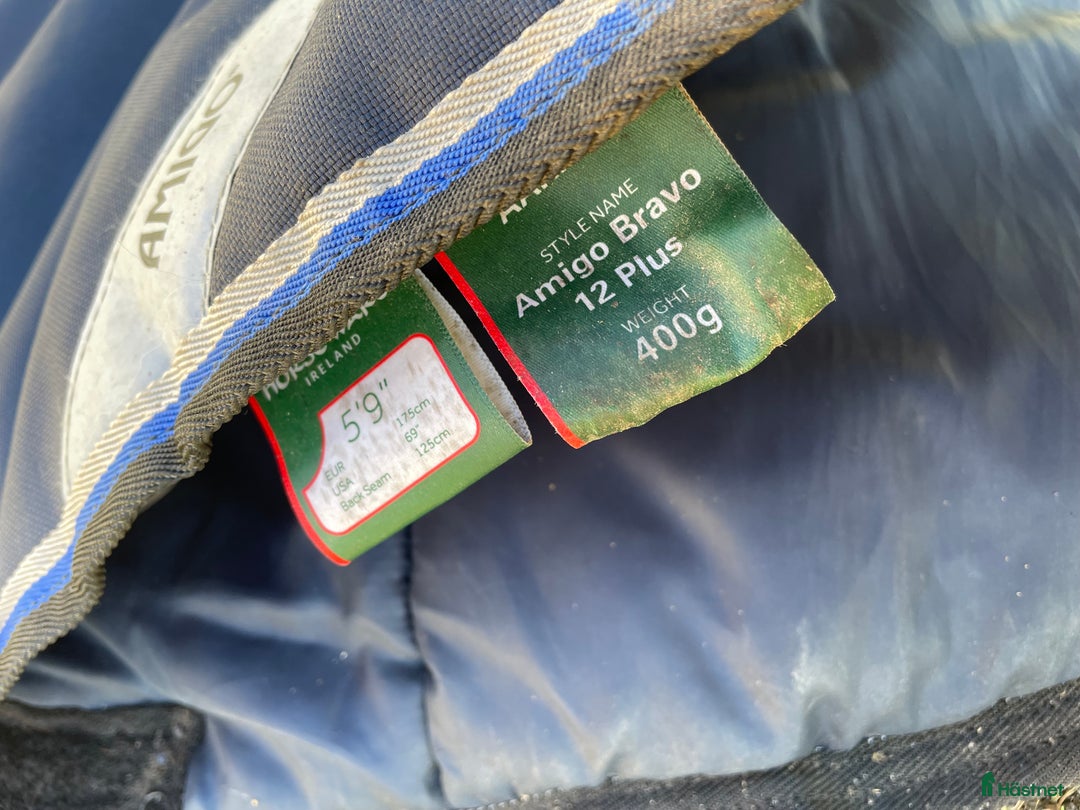 AMIGO
STYLE NAME
Amigo Bravo
12 Plus
WEIGHT
400g
IRELAND
5'9"
EUR 175cm
USA 69"
Back Seam 125cm
Hästnet